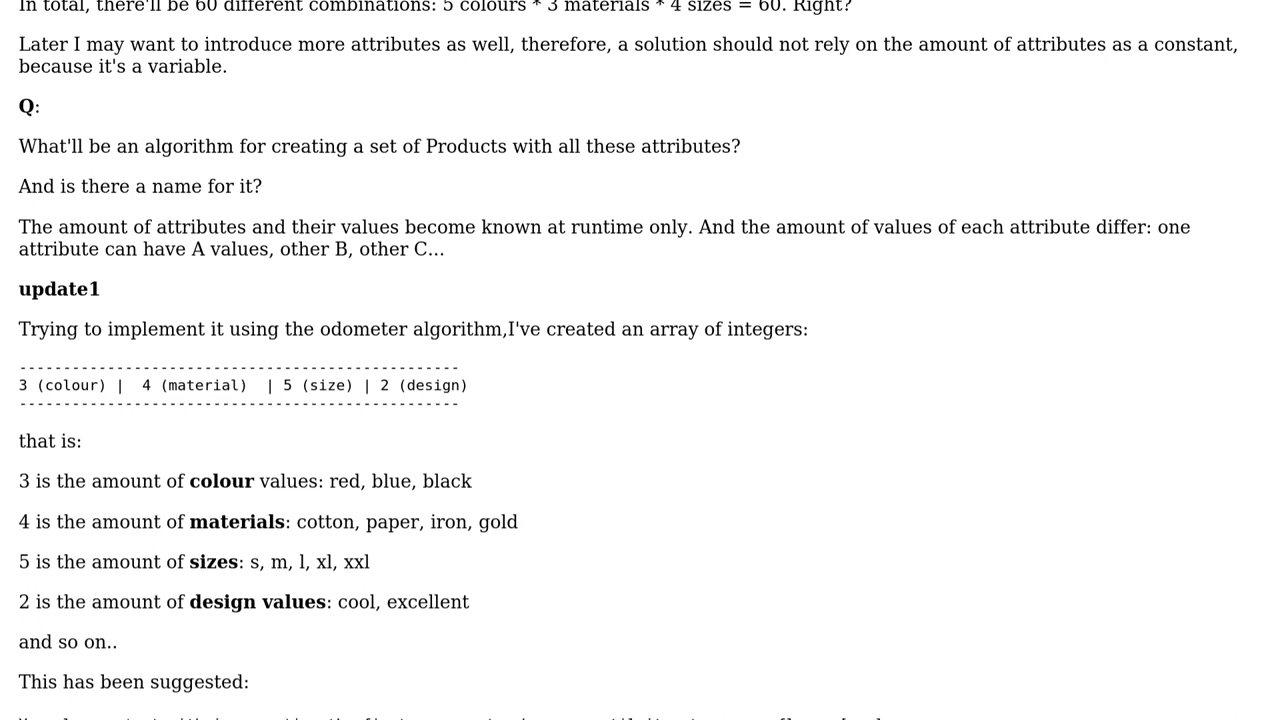 In total, there'll be 60 different combinations: 5 colours * 3 materials * 4 sizes = 60. Right?
Later I may want to introduce more attributes as well, therefore, a solution should not rely on the amount of attributes as a constant,
because it's a variable.
Q:
What'll be an algorithm for creating a set of Products with all these attributes?
And is there a name for it?
The amount of attributes and their values become known at runtime only. And the amount of values of each attribute differ: one
attribute can have A values, other B, other C...
update1
Trying to implement it using the odometer algorithm,I've created an array of integers:
--------------------------------------------------
3 (colour) |  4 (material)  | 5 (size) | 2 (design)
--------------------------------------------------
that is:
3 is the amount of colour values: red, blue, black
4 is the amount of materials: cotton, paper, iron, gold
5 is the amount of sizes: s, m, l, xl, xxl
2 is the amount of design values: cool, excellent
and so on..
This has been suggested: